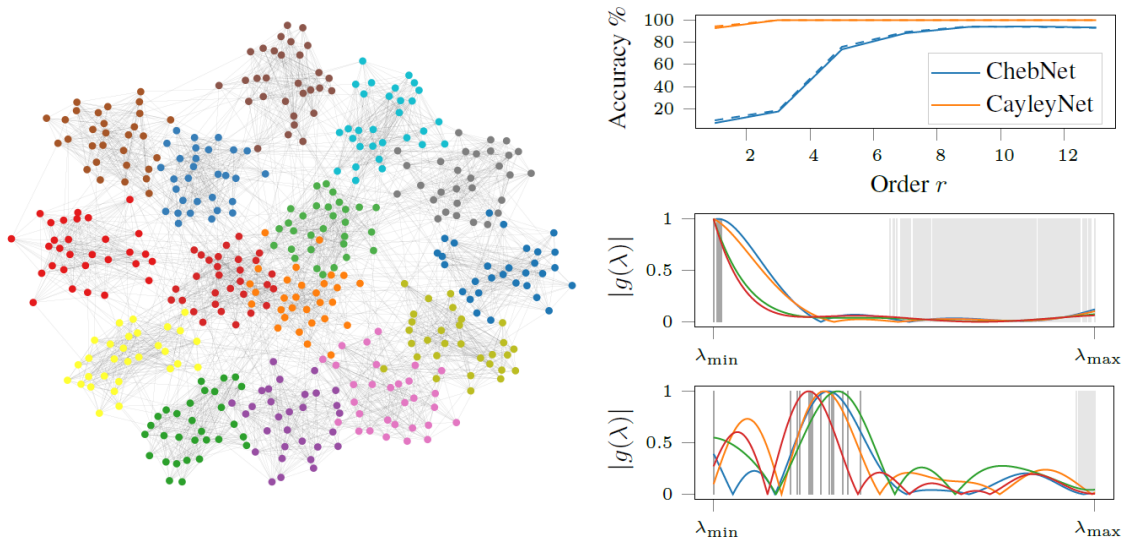 100
80
60
40
20
Accuracy %
ChebNet
CayleyNet
2 4 6 8 10 12
Order r
1
0.5
0
|g(λ)|
λmin λmax
1
0.5
0
|g(λ)|
λmin λmax